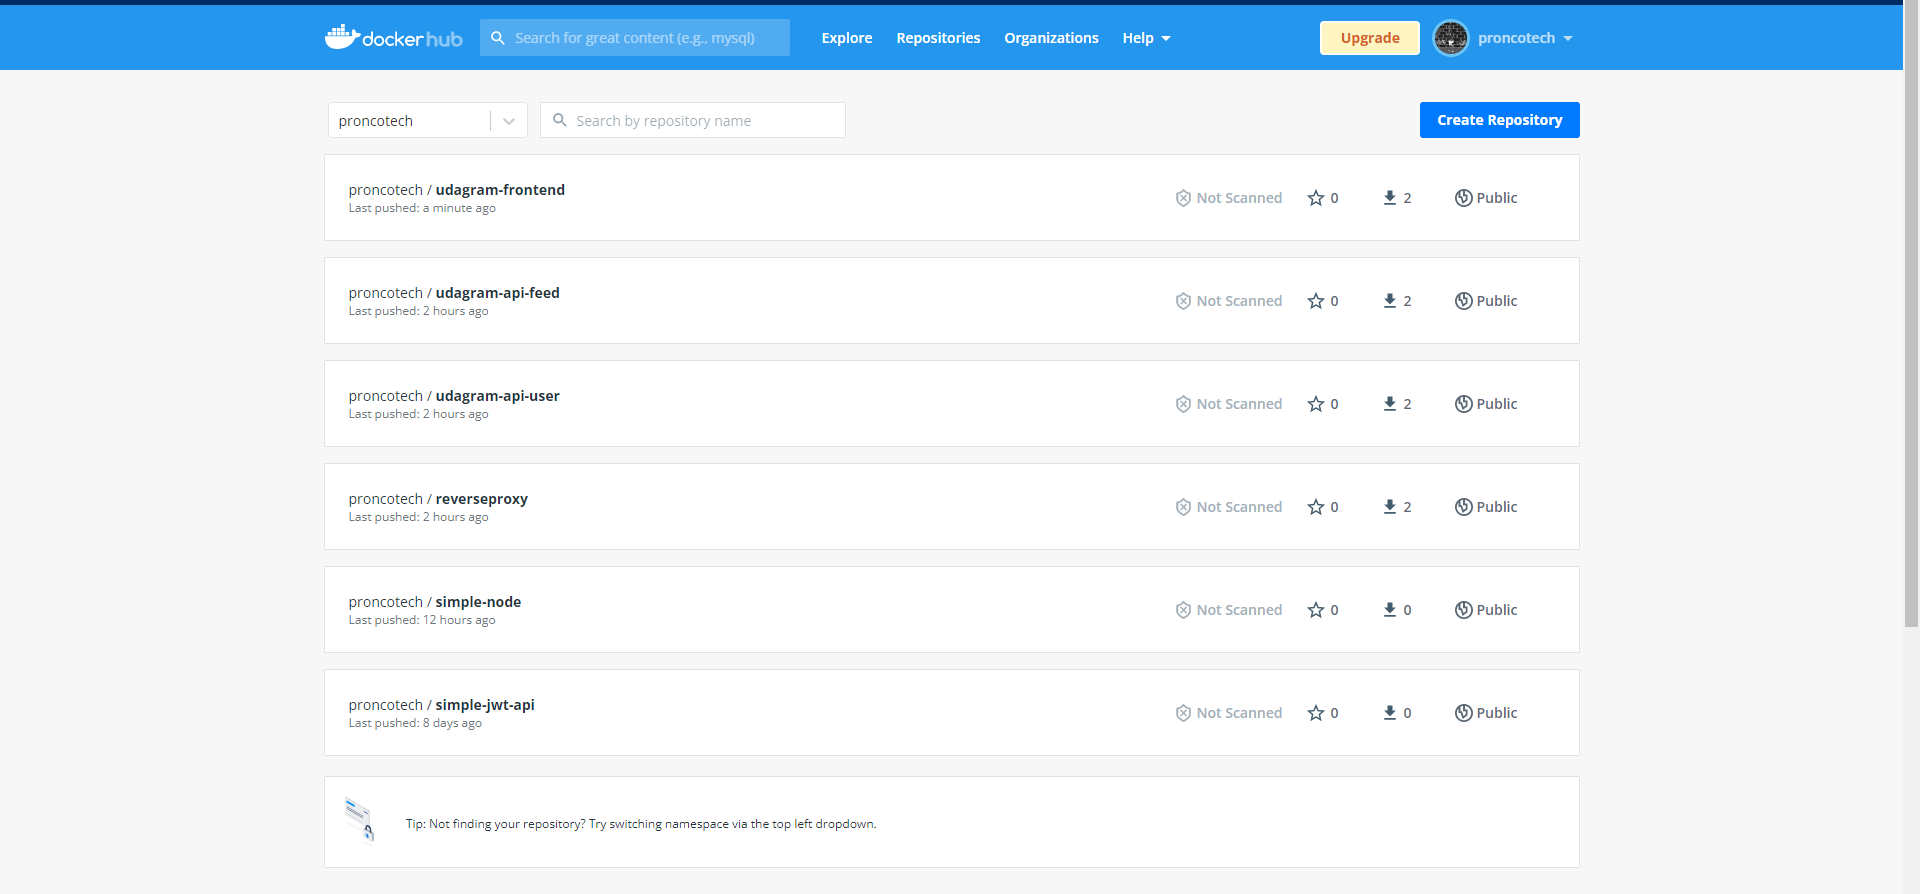 docker hub
Search for great content (e.g., mysql)
Explore
Repositories
Organizations
Help
Upgrade
proncotech
proncotech
Search by repository name
Create Repository
proncotech / udagram-frontend
Last pushed: a minute ago
Not Scanned
0
2
Public
proncotech / udagram-api-feed
Last pushed: 2 hours ago
Not Scanned
0
2
Public
proncotech / udagram-api-user
Last pushed: 2 hours ago
Not Scanned
0
2
Public
proncotech / reverseproxy
Last pushed: 2 hours ago
Not Scanned
0
2
Public
proncotech / simple-node
Last pushed: 12 hours ago
Not Scanned
0
0
Public
proncotech / simple-jwt-api
Last pushed: 8 days ago
Not Scanned
0
0
Public
Tip: Not finding your repository? Try switching namespace via the top left dropdown.